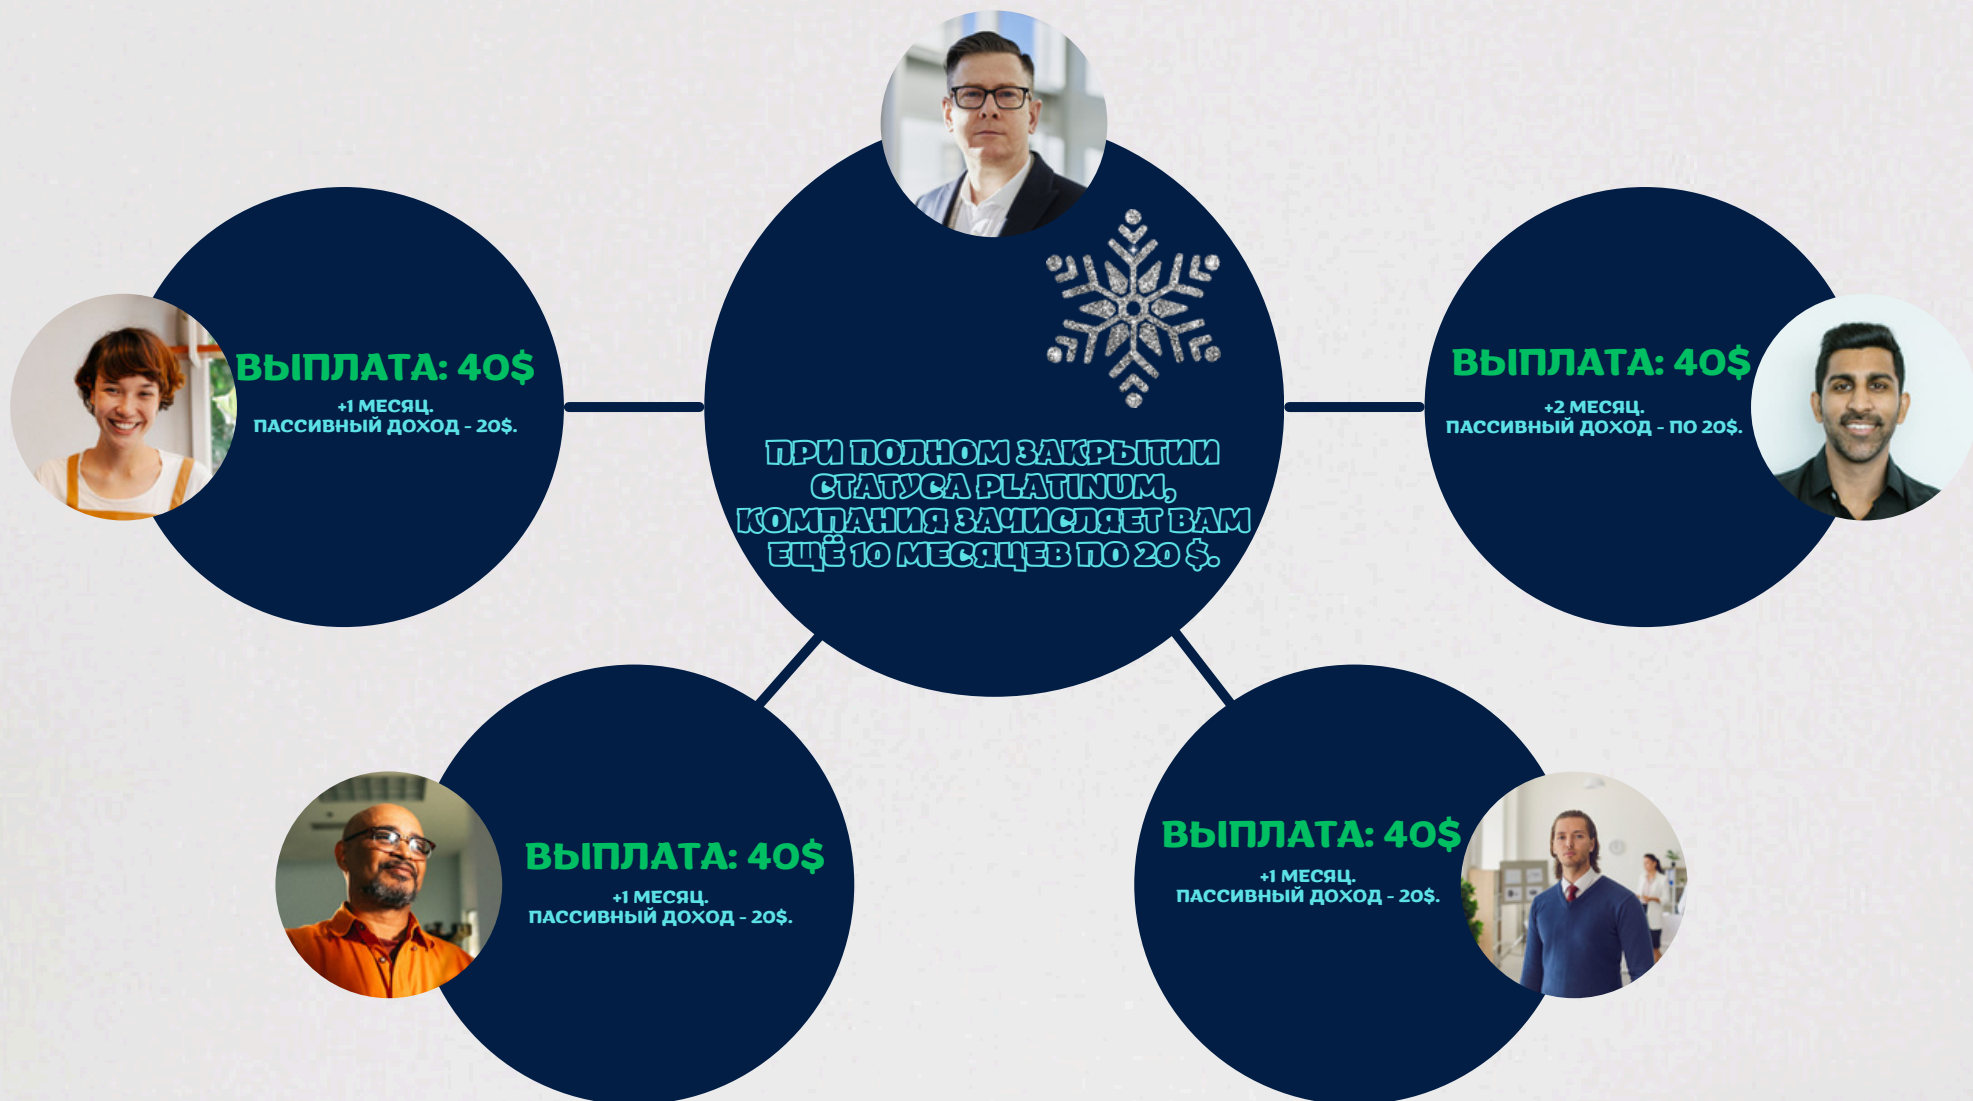 ВЫПЛАТА: 40$
+1 МЕСЯЦ.
ПАССИВНЫЙ ДОХОД - 20$.
ПРИ ПОЛНОМ ЗАКРЫТИИ
СТАТУСА PLATINUM,
КОМПАНИЯ ЗАЧИСЛЯЕТ ВАМ
ЕЩЁ 10 МЕСЯЦЕВ ПО 20 $.
ВЫПЛАТА: 40$
+2 МЕСЯЦ.
ПАССИВНЫЙ ДОХОД - ПО 20$.
ВЫПЛАТА: 40$
+1 МЕСЯЦ.
ПАССИВНЫЙ ДОХОД - 20$.
ВЫПЛАТА: 40$
+1 МЕСЯЦ.
ПАССИВНЫЙ ДОХОД - 20$.